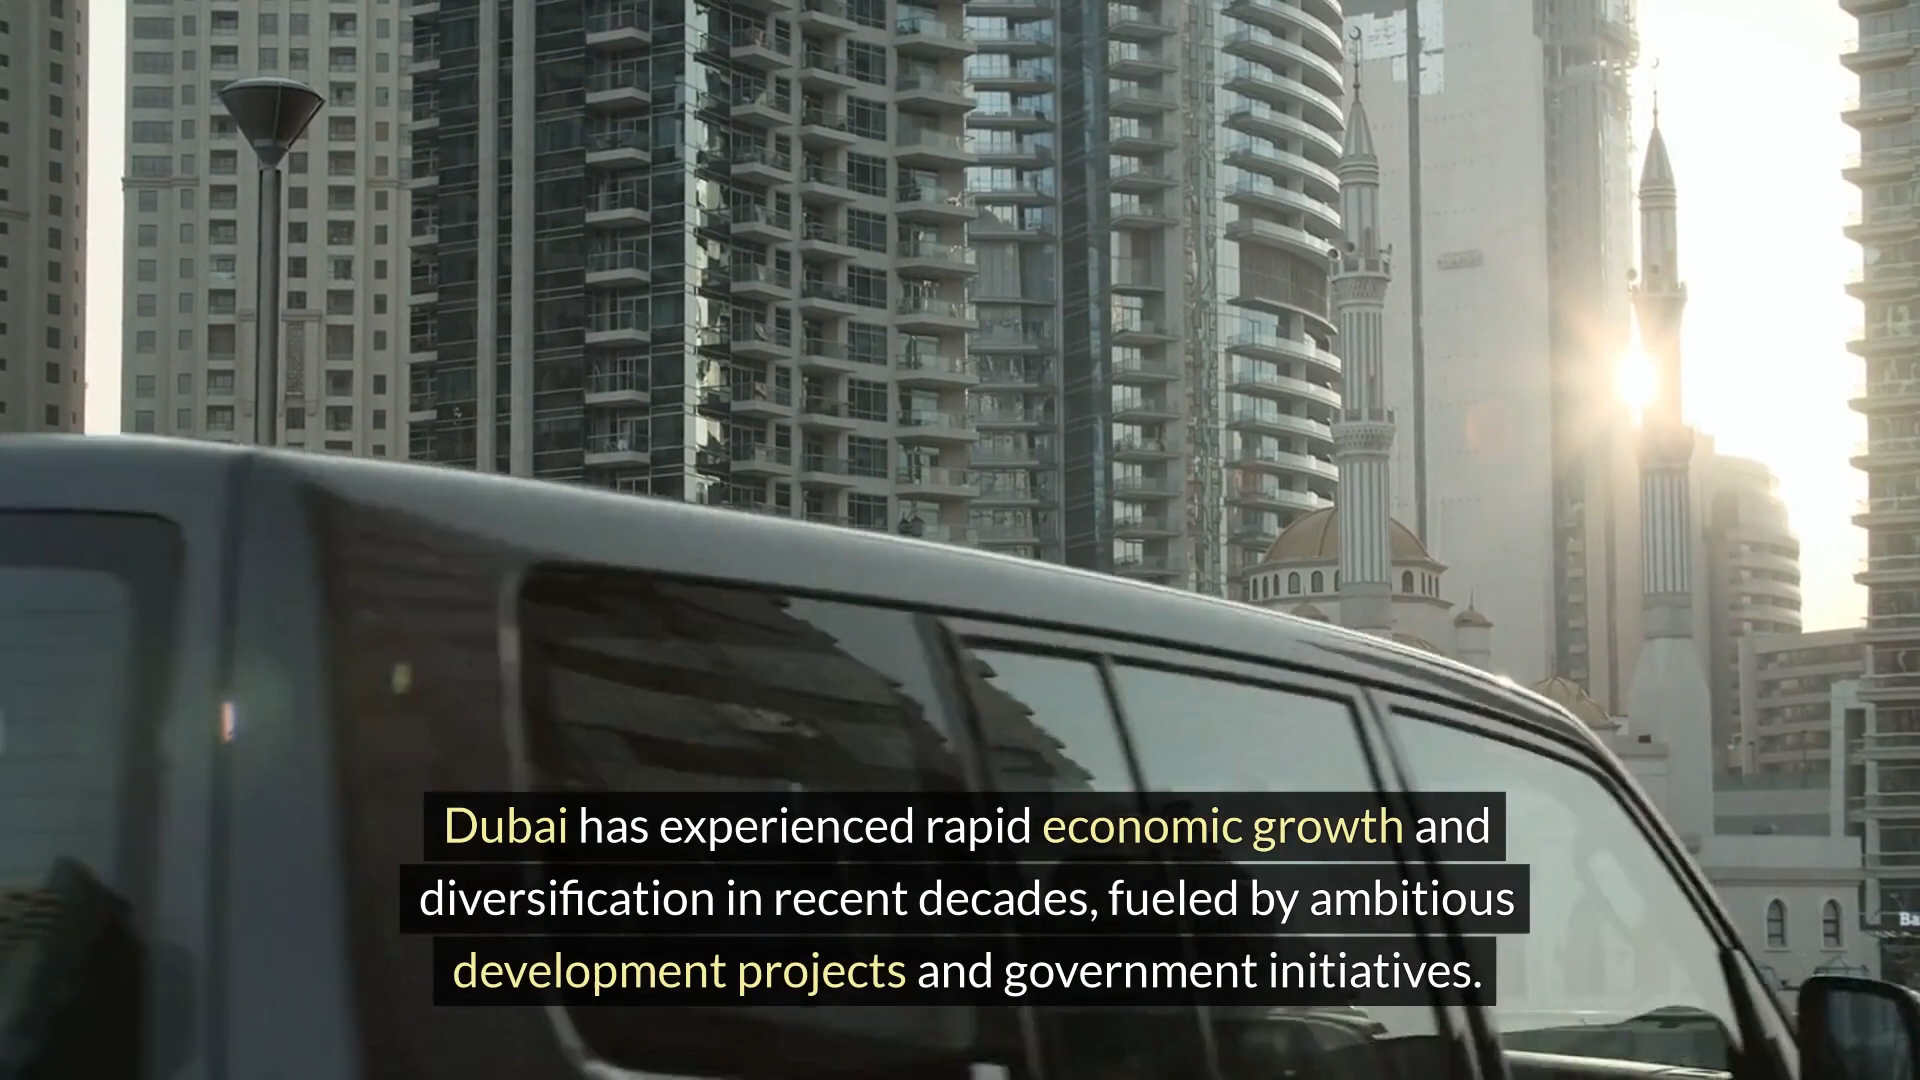 Dubai has experienced rapid economic growth and
diversification in recent decades, fueled by ambitious
development projects and government initiatives.